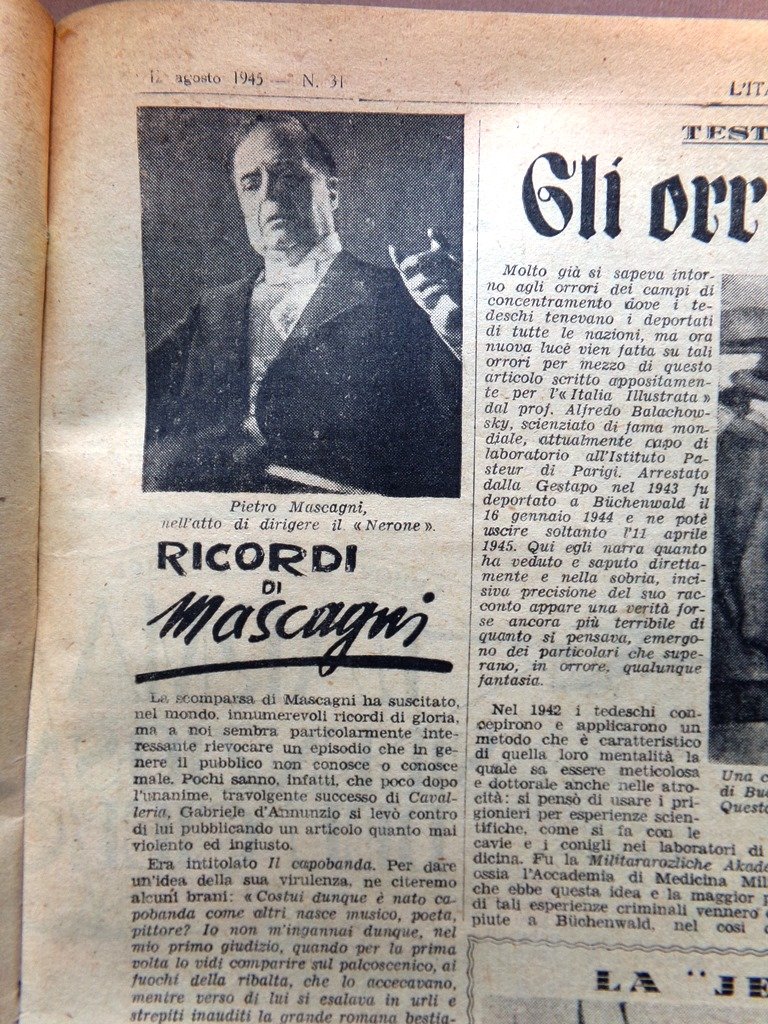 agosto 1945 — N. 31
L'ITA
Pietro Mascagni,
nell'atto di dirigere il « Nerone ».
RICORDI
DI
Mascagni
La scomparsa di Mascagni ha suscitato,
nel mondo, innumerevoli ricordi di gloria,
ma a noi sembra particolarmente inte-
ressante rievocare un episodio che in ge-
nere il pubblico non conosce o conosce
male. Pochi sanno, infatti, che poco dopo
l'unanime, travolgente successo di Caval-
leria, Gabriele d'Annunzio si levò contro
di lui pubblicando un articolo quanto mai
violento ed ingiusto.
Era intitolato Il capobanda. Per dare
un'idea della sua virulenza, ne citeremo
alcuni brani: « Costui dunque è nato ca-
pobanda come altri nasce musico, poeta,
pittore? Io non m'ingannai dunque, nel
mio primo giudizio, quando per la prima
volta lo vidi comparire sul palcoscenico, ai
fuochi della ribalta, che lo accecavano,
mentre verso di lui si esalava in urli e
strepiti inauditi la grande romana bestia-
TEST
Gli orr
Molto già si sapeva intor-
no agli orrori dei campi di
concentramento dove i te-
deschi tenevano i deportati
di tutte le nazioni, ma ora
nuova luce vien fatta su tali
orrori per mezzo di questo
articolo scritto appositamen-
te per l'« Italia Illustrata »
dal prof. Alfredo Balachow-
sky, scienziato di fama mon-
diale, attualmente capo di
laboratorio all'Istituto Pa-
steur di Parigi. Arrestato
dalla Gestapo nel 1943 fu
deportato a Büchenwald il
16 gennaio 1944 e ne potè
uscire soltanto l'11 aprile
1945. Qui egli narra quanto
ha veduto e saputo diretta-
mente e nella sobria, inci-
siva precisione del suo rac-
conto appare una verità for-
se ancora più terribile di
quanto si pensava, emergo-
no dei particolari che supe-
rano, in orrore, qualunque
fantasia.
Nel 1942 i tedeschi con-
cepirono e applicarono un
metodo che è caratteristico
di quella loro mentalità la
quale sa essere meticolosa
e dottorale anche nelle atro-
cità: si pensò di usare i pri-
gionieri per esperienze scien-
tifiche, come si fa con le
cavie e i conigli nei laboratori di
dicina. Fu la Militararozliche Akade
ossia l'Accademia di Medicina Mil
che ebbe questa idea e la maggior p
di tali esperienze criminali vennero
piute a Büchenwald, nel così
Una c
di Bu
Questo
LA "JE